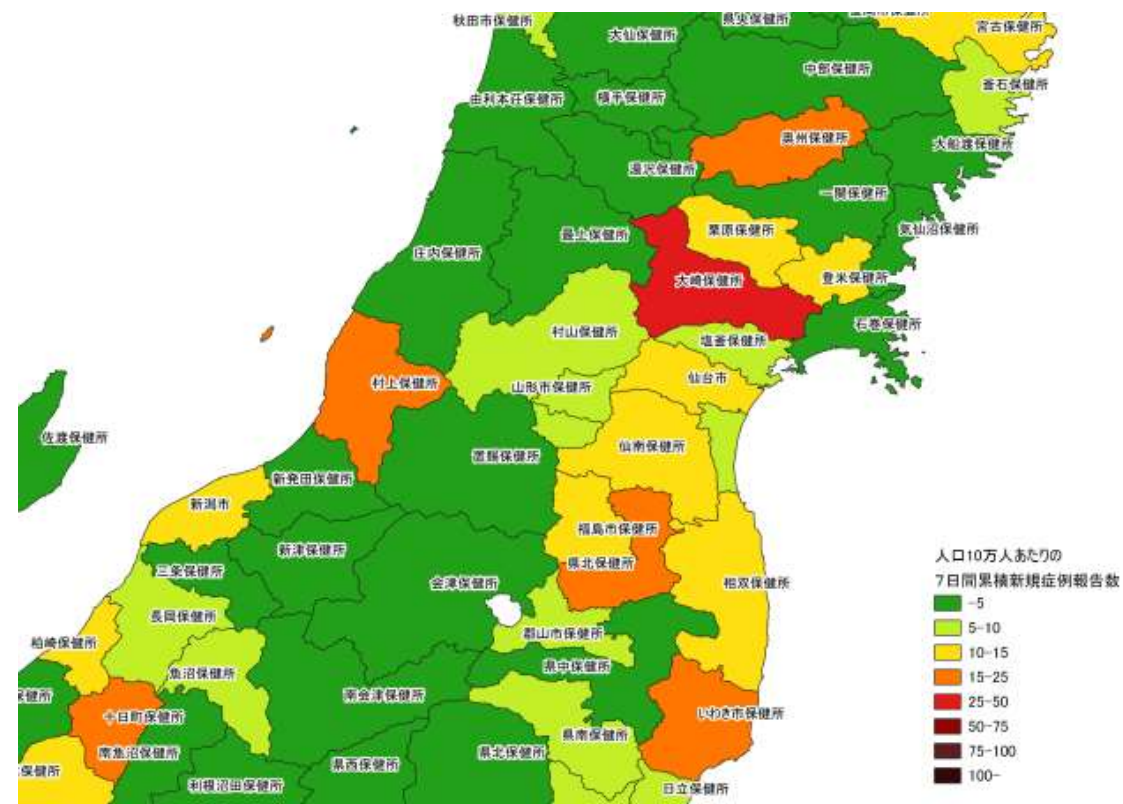 秋田市保健所
大仙保健所
宮古保健所
中部保健所
釜石保健所
由利本荘保健所
横手保健所
奥州保健所
大船渡保健所
湯沢保健所
一関保健所
栗原保健所
気仙沼保健所
最上保健所
庄内保健所
大崎保健所
登米保健所
石巻保健所
村山保健所
塩釜保健所
村上保健所
山形市保健所
仙台市
佐渡保健所
置賜保健所
仙南保健所
新発田保健所
新潟市
福島市保健所
新津保健所
県北保健所
三条保健所
会津保健所
相双保健所
長岡保健所
郡山市保健所
柏崎保健所
県中保健所
魚沼保健所
保健所
南会津保健所
十日町保健所
いわき市保健所
県南保健所
南魚沼保健所
県北保健所
県西保健所
保健所
利根沼田保健所
日立保健所
人口10万人あたりの
7日間累積新規症例報告数
-5
5-10
10-15
15-25
25-50
50-75
75-100
100-